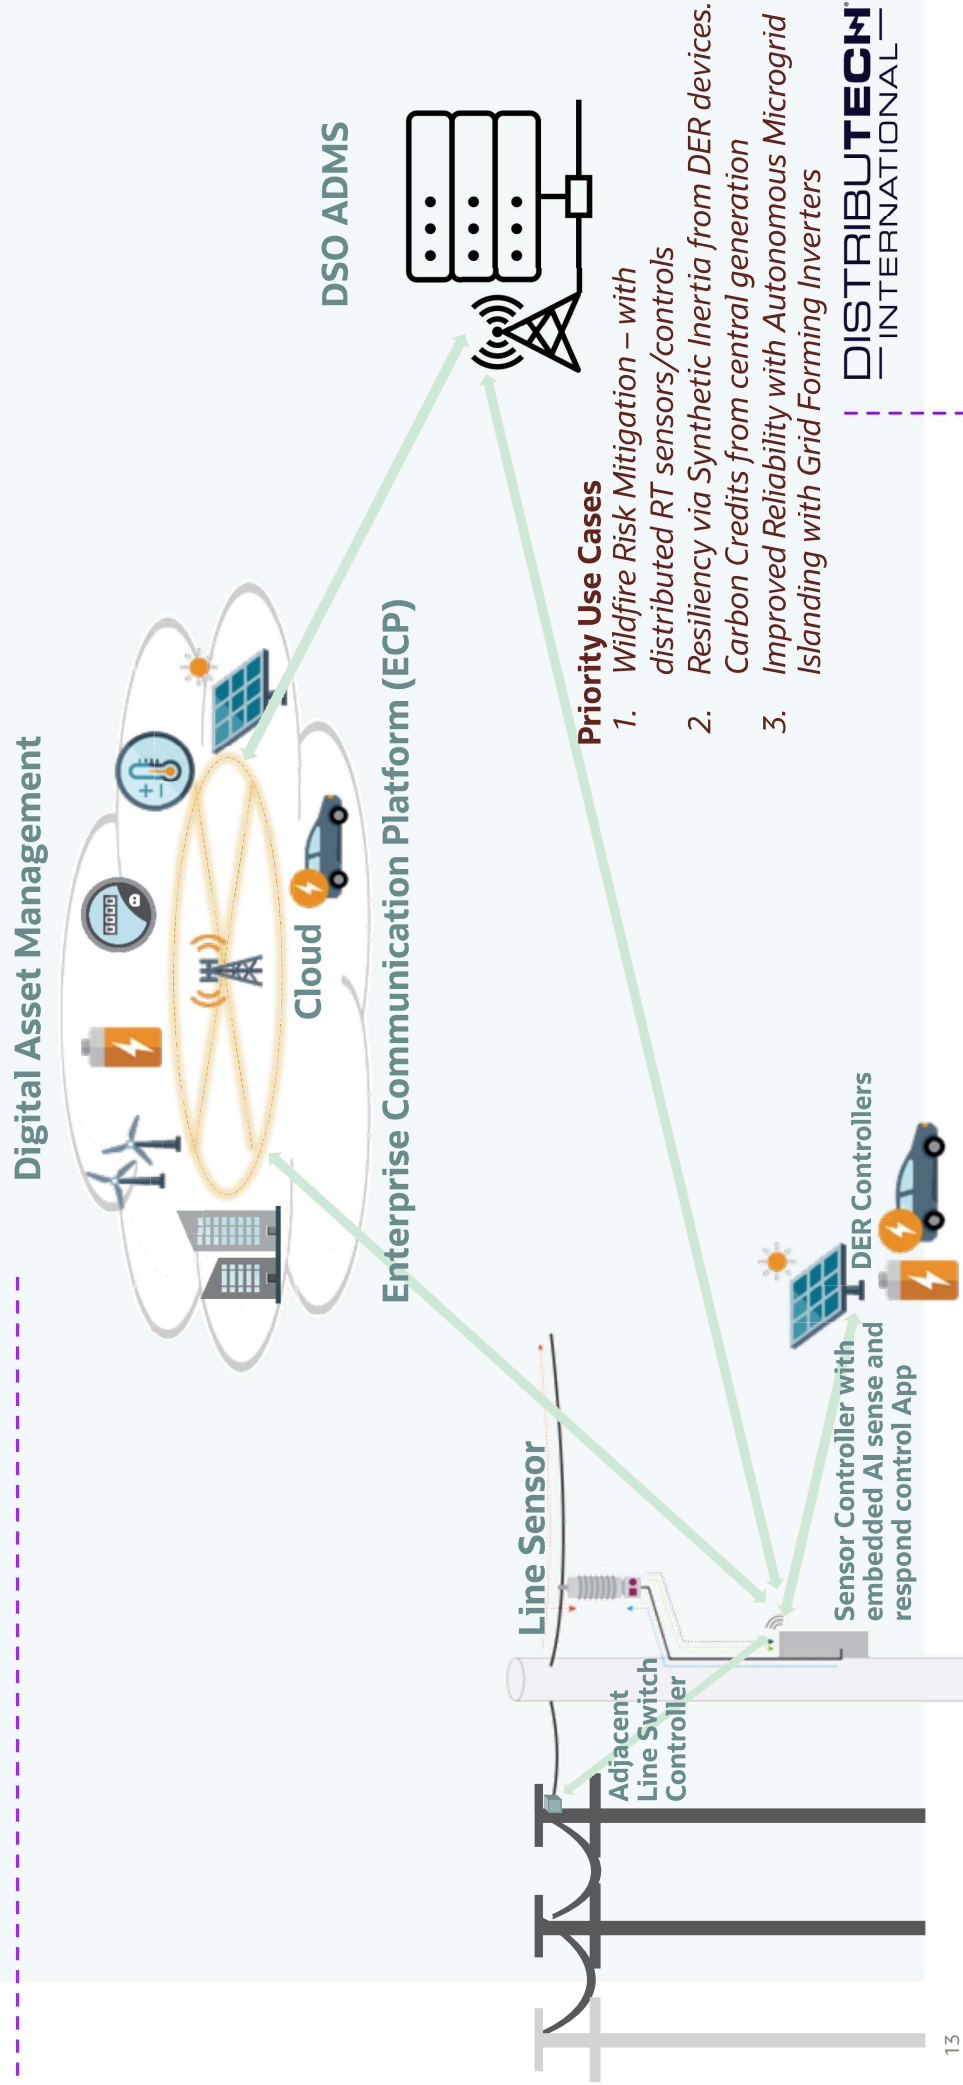 Digital Asset Management
DSO ADMS
Cloud
Enterprise Communication Platform (ECP)
Line Sensor
Adjacent
Line Switch
Controller
Priority Use Cases
1. Wildfire Risk Mitigation – with
distributed RT sensors/controls
2. Resiliency via Synthetic Inertia from DER devices.
Carbon Credits from central generation
3. Improved Reliability with Autonomous Microgrid
Islanding with Grid Forming Inverters
Sensor Controller with
embedded AI sense and
respond control App
DER Controllers
DISTRIBUTECH®
INTERNATIONAL
13